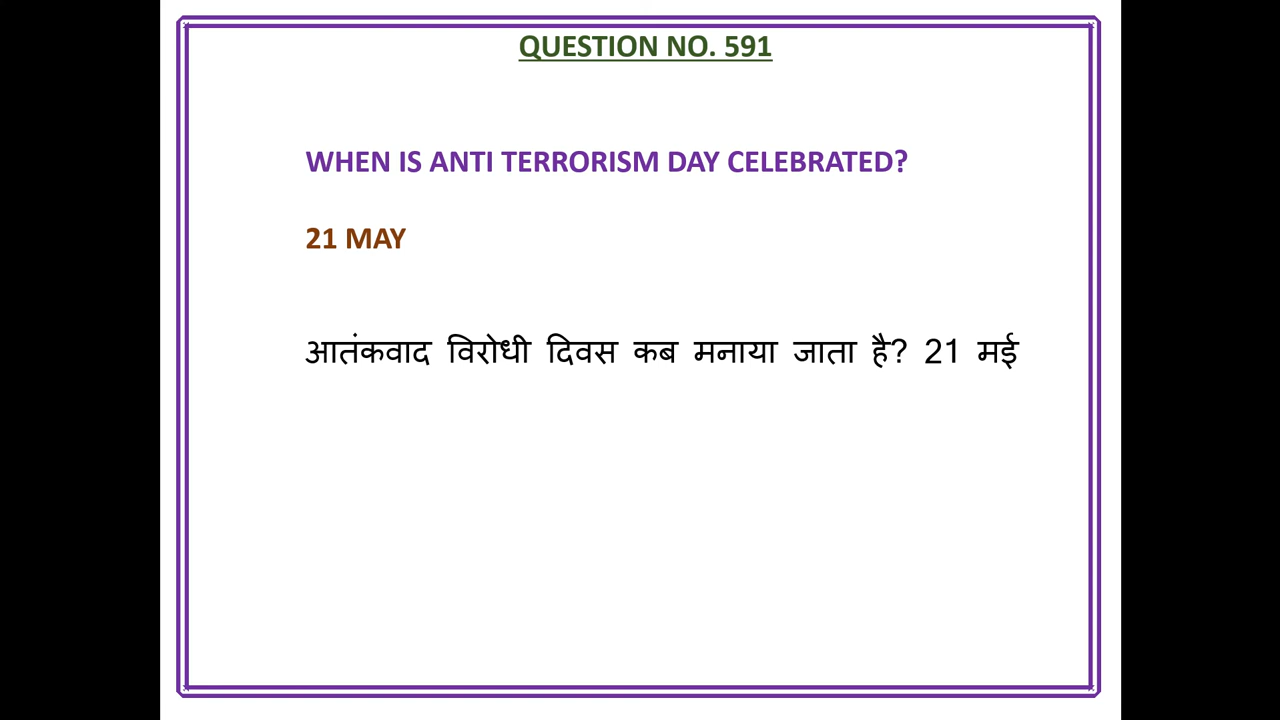 QUESTION NO. 591
WHEN IS ANTI TERRORISM DAY CELEBRATED?
21 MAY
आतंकवाद विरोधी दिवस कब मनाया जाता है? 21 मई